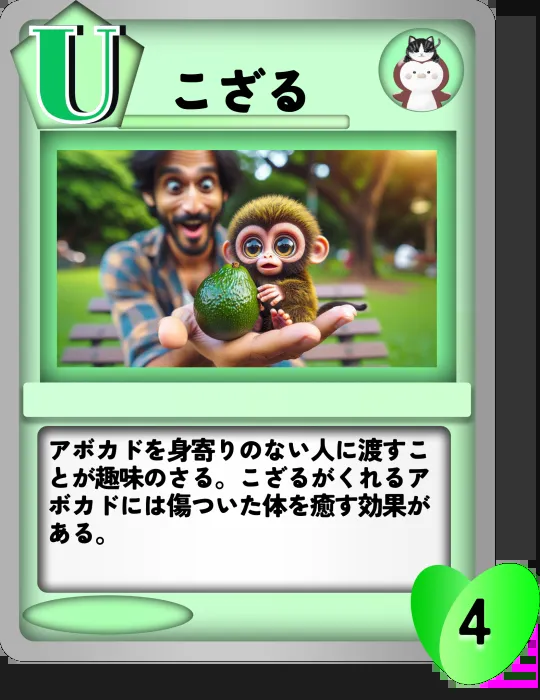 U
こざる
アボカドを身寄りのない人に渡すこ
とが趣味のさる。こざるがくれるア
ボカドには傷ついた体を癒す効果が
ある。
4